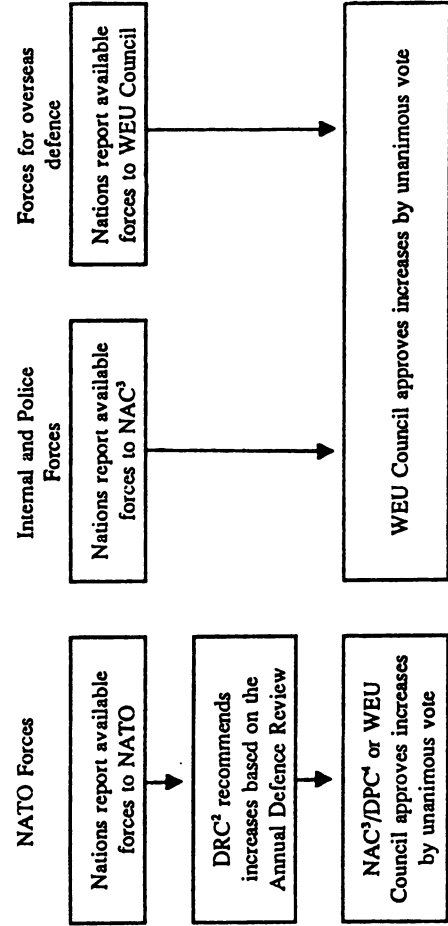 NATO Forces
Nations report available
forces to NATO
DRC² recommends
increases based on the
Annual Defence Review
NAC³/DPC⁴ or WEU
Council approves increases
by unanimous vote
Internal and Police
Forces
Nations report available
forces to NAC³
Forces for overseas
defence
Nations report available
forces to WEU Council
WEU Council approves increases by unanimous vote